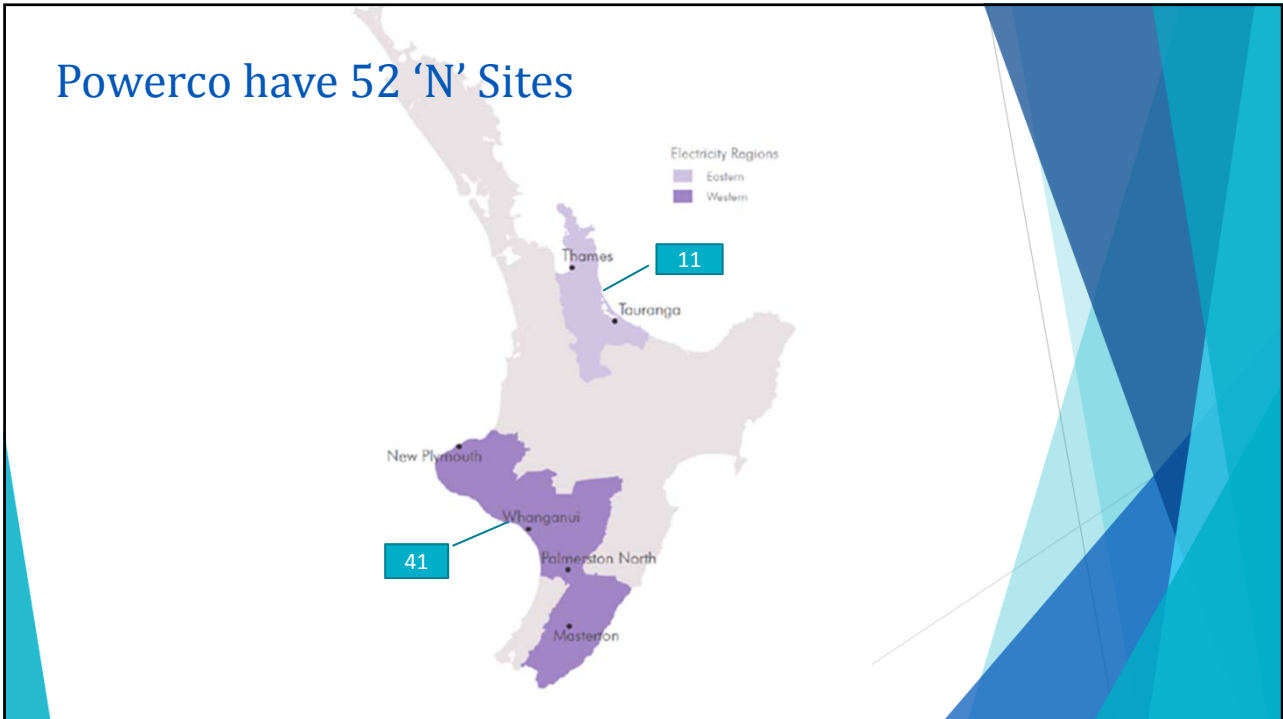 Powerco have 52 ‘N’ Sites
Electricity Regions
Eastern
Western
Thames
11
Tauranga
New Plymouth
Whanganui
41
Palmerston North
Masterton